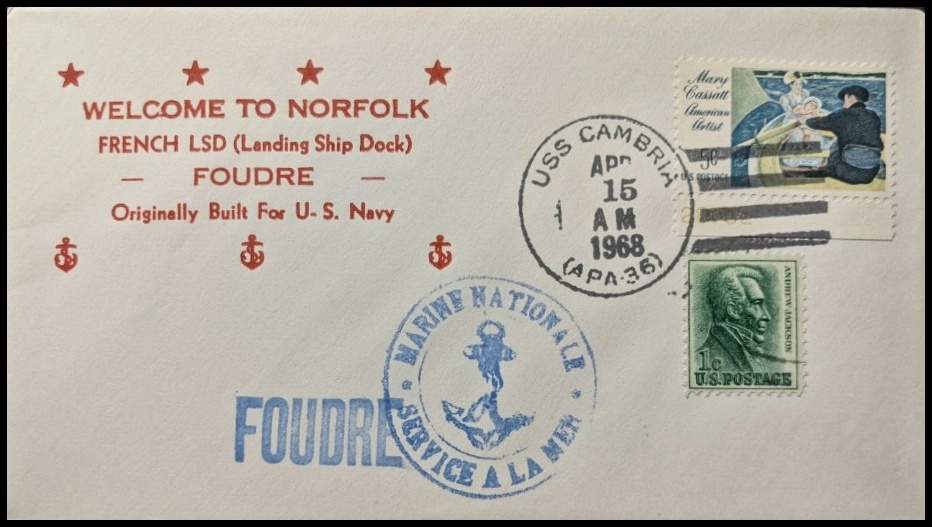 WELCOME TO NORFOLK
FRENCH LSD (Landing Ship Dock)
— FOUDRE —
Originally Built For U-S. Navy
USS CAMBRIA
APR
15
AM
1968
(APA-36)
Mary
Cassatt
American
Artist
5c
U.S. POSTAGE
ANDREW JACKSON
1c
U.S. POSTAGE
MARINE NATIONALE
SERVICE A LA MER
FOUDRE